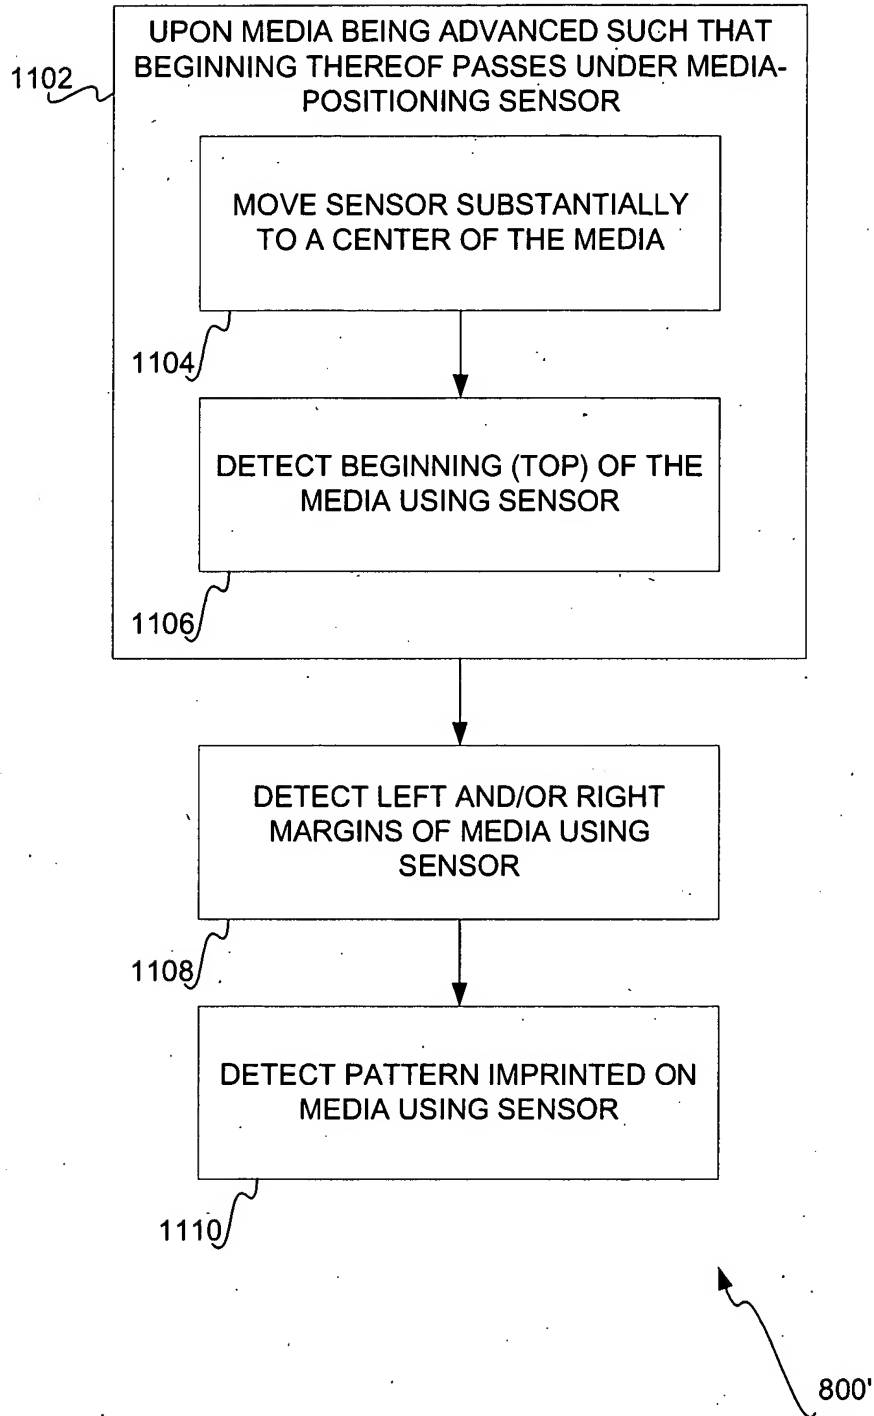 UPON MEDIA BEING ADVANCED SUCH THAT
BEGINNING THEREOF PASSES UNDER MEDIA-
POSITIONING SENSOR
1102
MOVE SENSOR SUBSTANTIALLY
TO A CENTER OF THE MEDIA
1104
DETECT BEGINNING (TOP) OF THE
MEDIA USING SENSOR
1106
DETECT LEFT AND/OR RIGHT
MARGINS OF MEDIA USING
SENSOR
1108
DETECT PATTERN IMPRINTED ON
MEDIA USING SENSOR
1110
800'